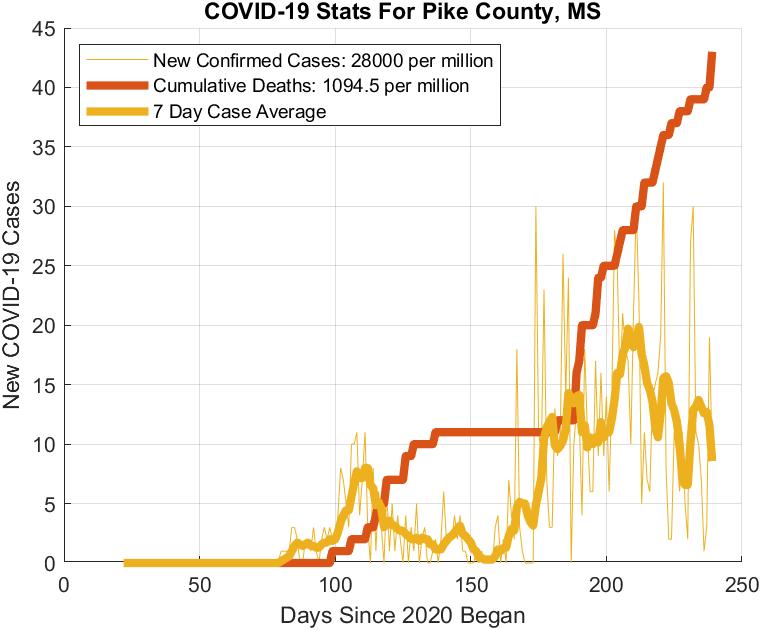 COVID-19 Stats For Pike County, MS
New Confirmed Cases: 28000 per million
Cumulative Deaths: 1094.5 per million
7 Day Case Average
New COVID-19 Cases
45
40
35
30
25
20
15
10
5
0
0 50 100 150 200 250
Days Since 2020 Began